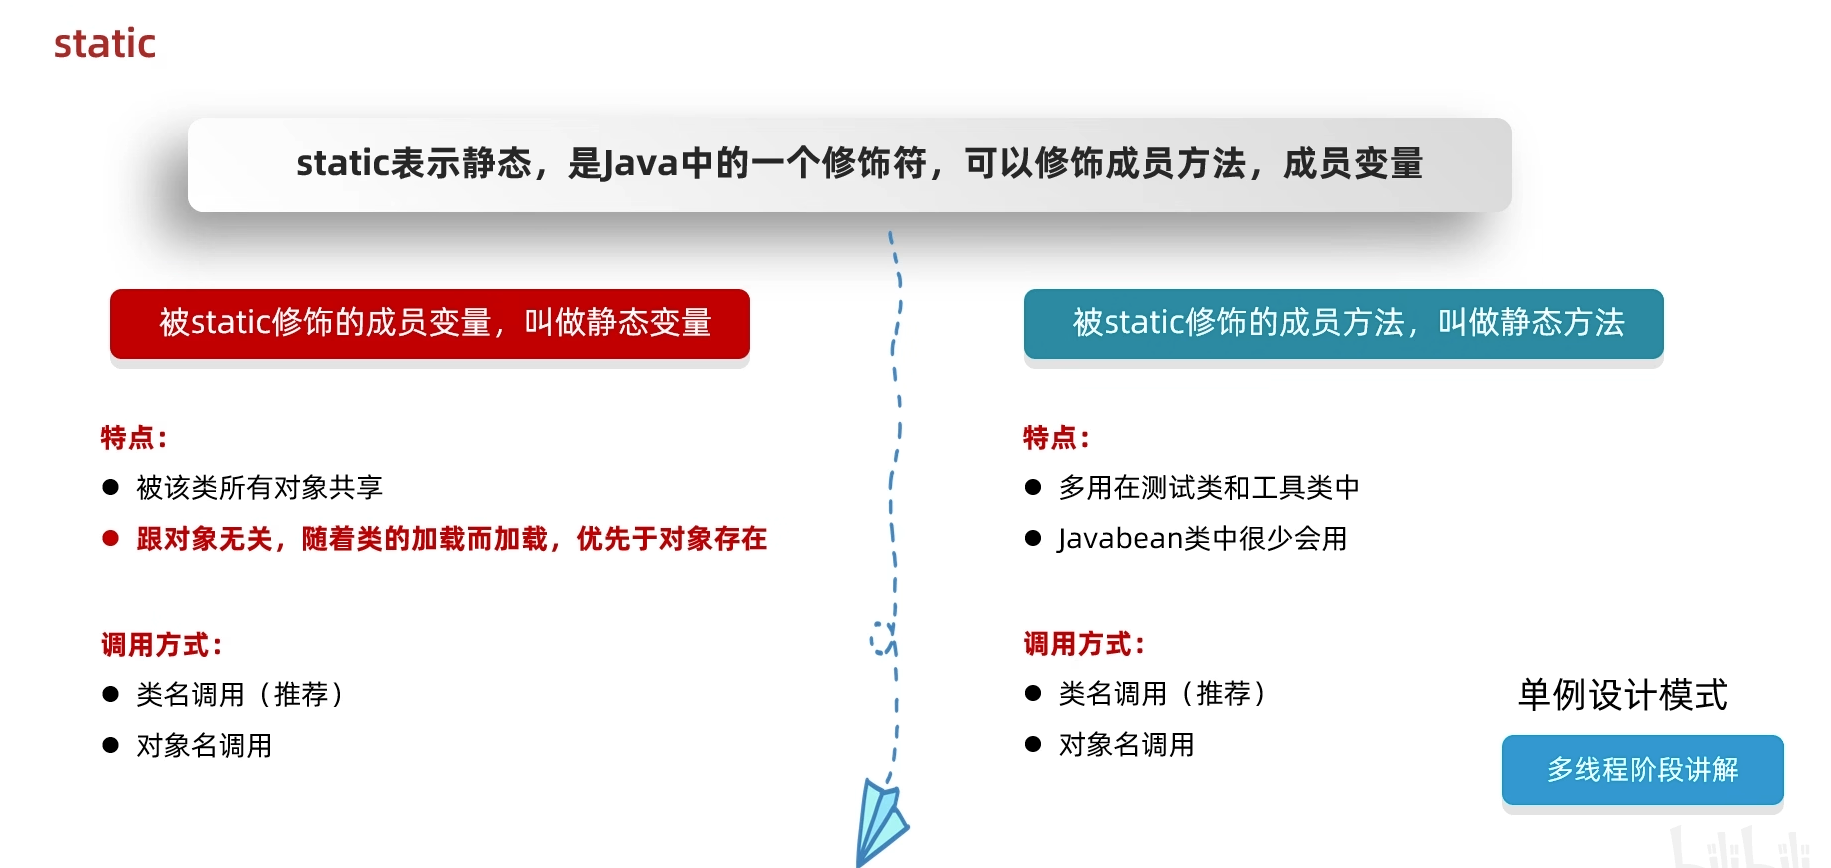 static
static表示静态，是Java中的一个修饰符，可以修饰成员方法，成员变量
被static修饰的成员变量，叫做静态变量
特点：
被该类所有对象共享
跟对象无关，随着类的加载而加载，优先于对象存在
调用方式：
类名调用（推荐）
对象名调用
被static修饰的成员方法，叫做静态方法
特点：
多用在测试类和工具类中
Javabean类中很少会用
调用方式：
类名调用（推荐）
对象名调用
单例设计模式
多线程阶段讲解
bilibili